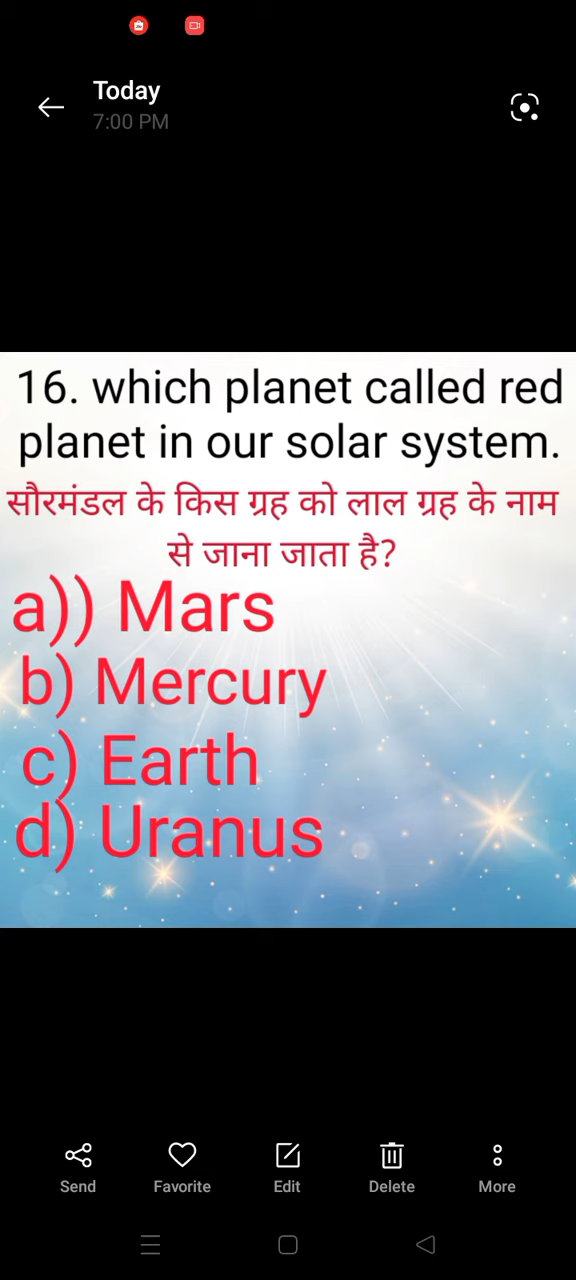 Today
7:00 PM
16. which planet called red
planet in our solar system.
सौरमंडल के किस ग्रह को लाल ग्रह के नाम
से जाना जाता है?
a)) Mars
b) Mercury
c) Earth
d) Uranus
Send Favorite Edit Delete More